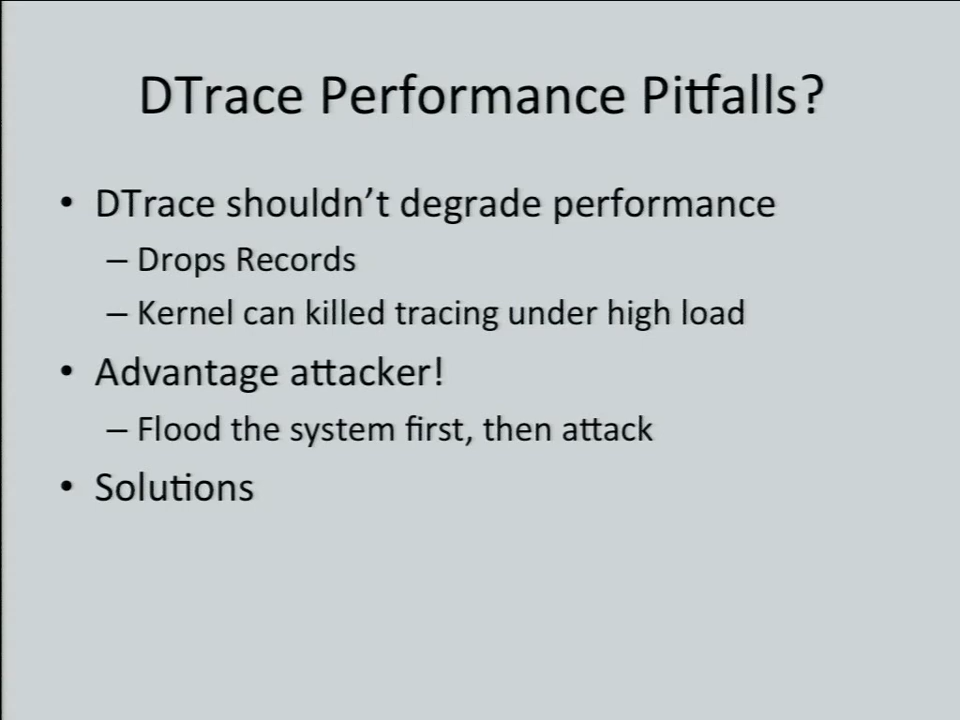 DTrace Performance Pitfalls?
• DTrace shouldn’t degrade performance
– Drops Records
– Kernel can killed tracing under high load
• Advantage attacker!
– Flood the system first, then attack
• Solutions